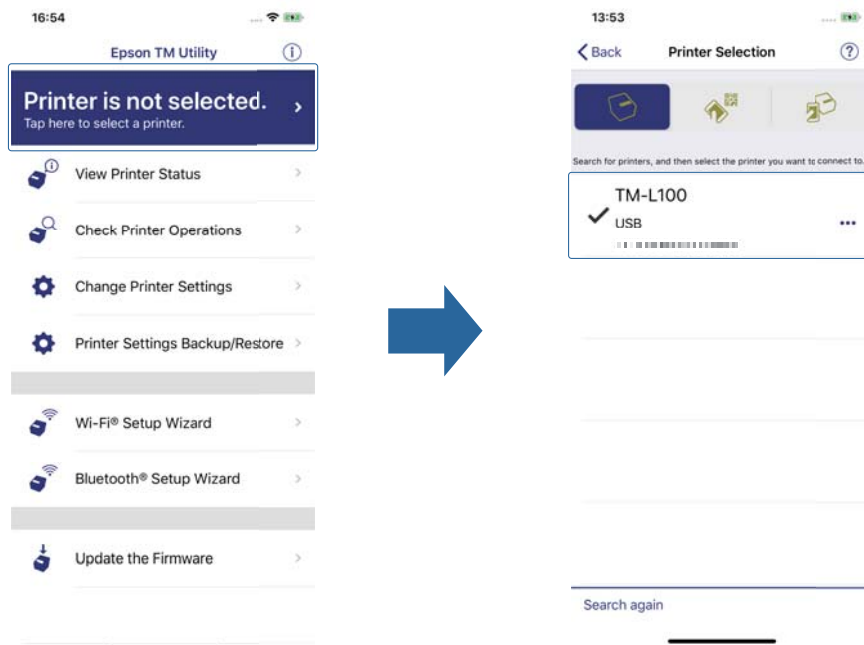 16:54
Epson TM Utility
Printer is not selected.
Tap here to select a printer.
View Printer Status
Check Printer Operations
Change Printer Settings
Printer Settings Backup/Restore
Wi-Fi® Setup Wizard
Bluetooth® Setup Wizard
Update the Firmware
13:53
Back
Printer Selection
?
Search for printers, and then select the printer you want to connect to.
TM-L100
USB
Search again